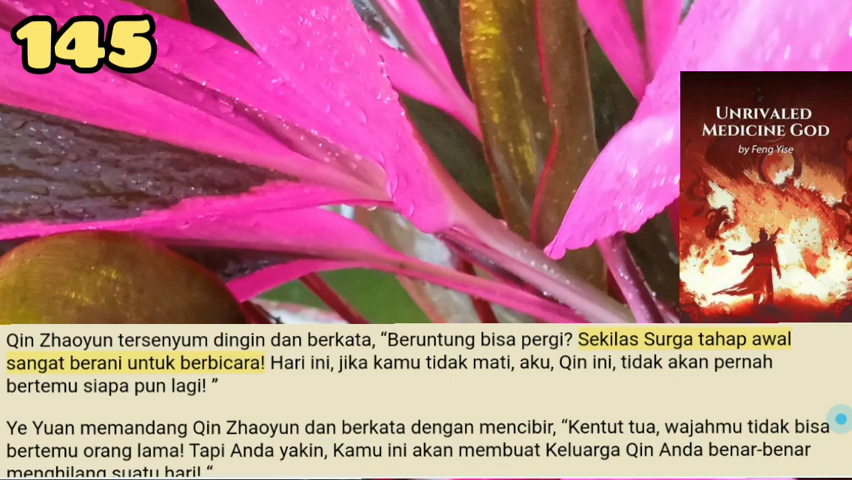 145
UNRIVALED
MEDICINE GOD
by Feng Yise
Qin Zhaoyun tersenyum dingin dan berkata, “Beruntung bisa pergi? Sekilas Surga tahap awal
sangat berani untuk berbicara! Hari ini, jika kamu tidak mati, aku, Qin ini, tidak akan pernah
bertemu siapa pun lagi! ”
Ye Yuan memandang Qin Zhaoyun dan berkata dengan mencibir, “Kentut tua, wajahmu tidak bisa
bertemu orang lama! Tapi Anda yakin, Kamu ini akan membuat Keluarga Qin Anda benar-benar
menghilang suatu hari! “